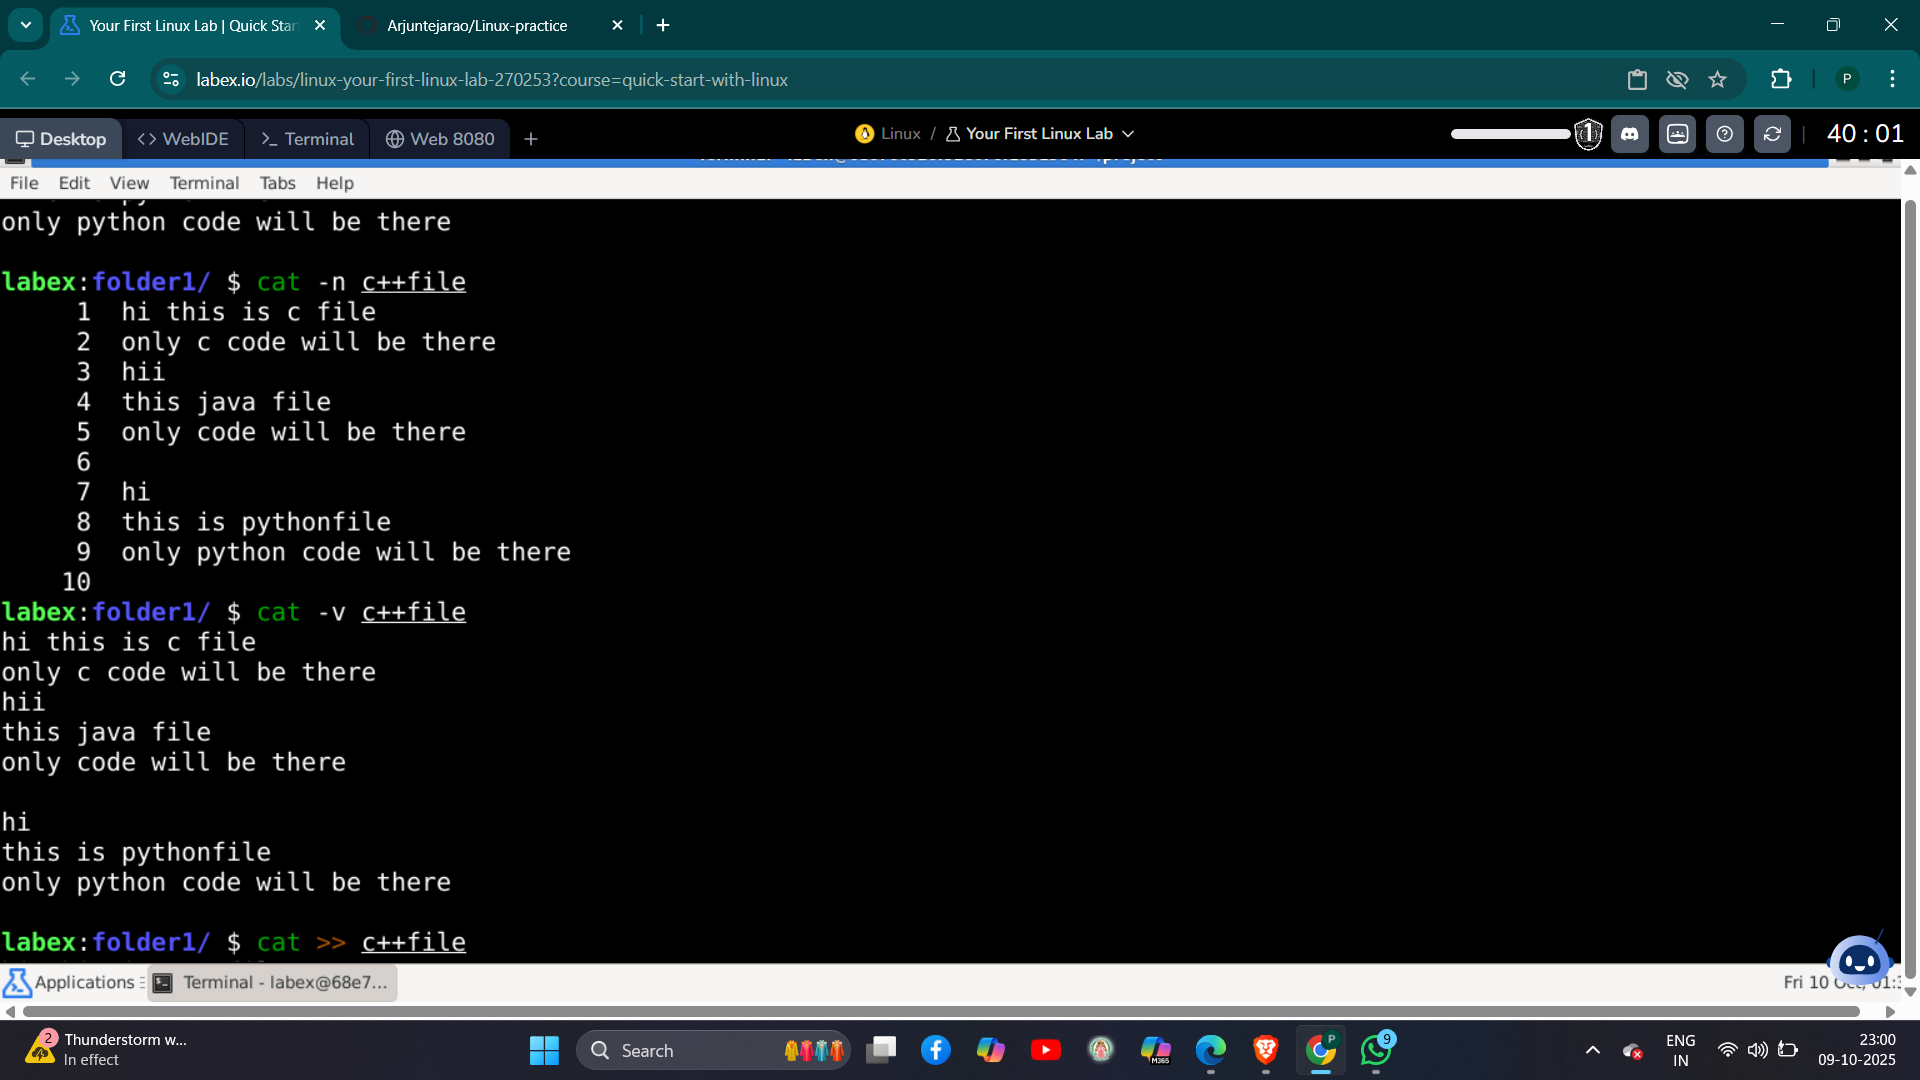 Your First Linux Lab | Quick Star
Arjuntejarao/Linux-practice
labex.io/labs/linux-your-first-linux-lab-270253?course=quick-start-with-linux
P
Desktop
WebIDE
Terminal
Web 8080
Linux / Your First Linux Lab
1
40 : 01
File Edit View Terminal Tabs Help
only python code will be there
labex:folder1/ $ cat -n c++file
1 hi this is c file
2 only c code will be there
3 hii
4 this java file
5 only code will be there
6
7 hi
8 this is pythonfile
9 only python code will be there
10
labex:folder1/ $ cat -v c++file
hi this is c file
only c code will be there
hii
this java file
only code will be there
hi
this is pythonfile
only python code will be there
labex:folder1/ $ cat >> c++file
Applications
Terminal - labex@68e7...
Fri 10 Oct, 01:3
2
Thunderstorm w...
In effect
Search
M365
P
9
ENG
IN
23:00
09-10-2025